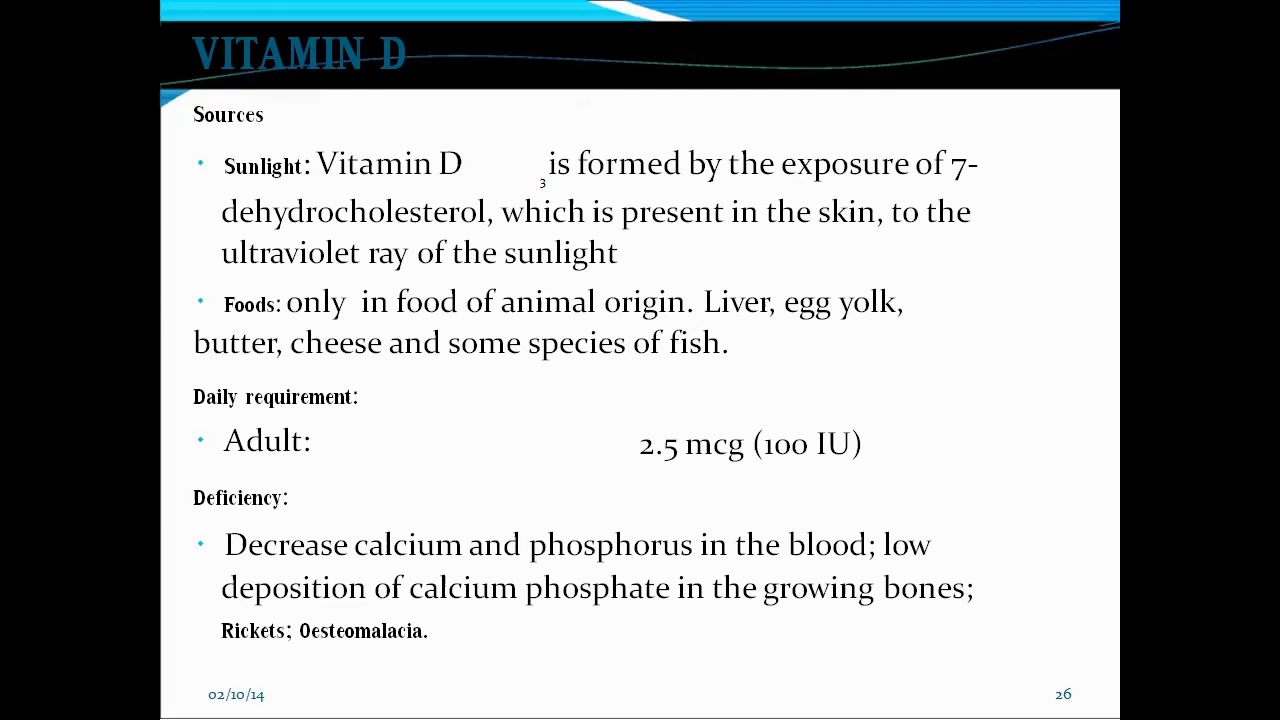 VITAMIN D
Sources
• Sunlight: Vitamin D 3 is formed by the exposure of 7-
dehydrocholesterol, which is present in the skin, to the
ultraviolet ray of the sunlight
• Foods: only in food of animal origin. Liver, egg yolk,
butter, cheese and some species of fish.
Daily requirement:
• Adult: 2.5 mcg (100 IU)
Deficiency:
• Decrease calcium and phosphorus in the blood; low
deposition of calcium phosphate in the growing bones;
Rickets; Oesteomalacia.
02/10/14 26